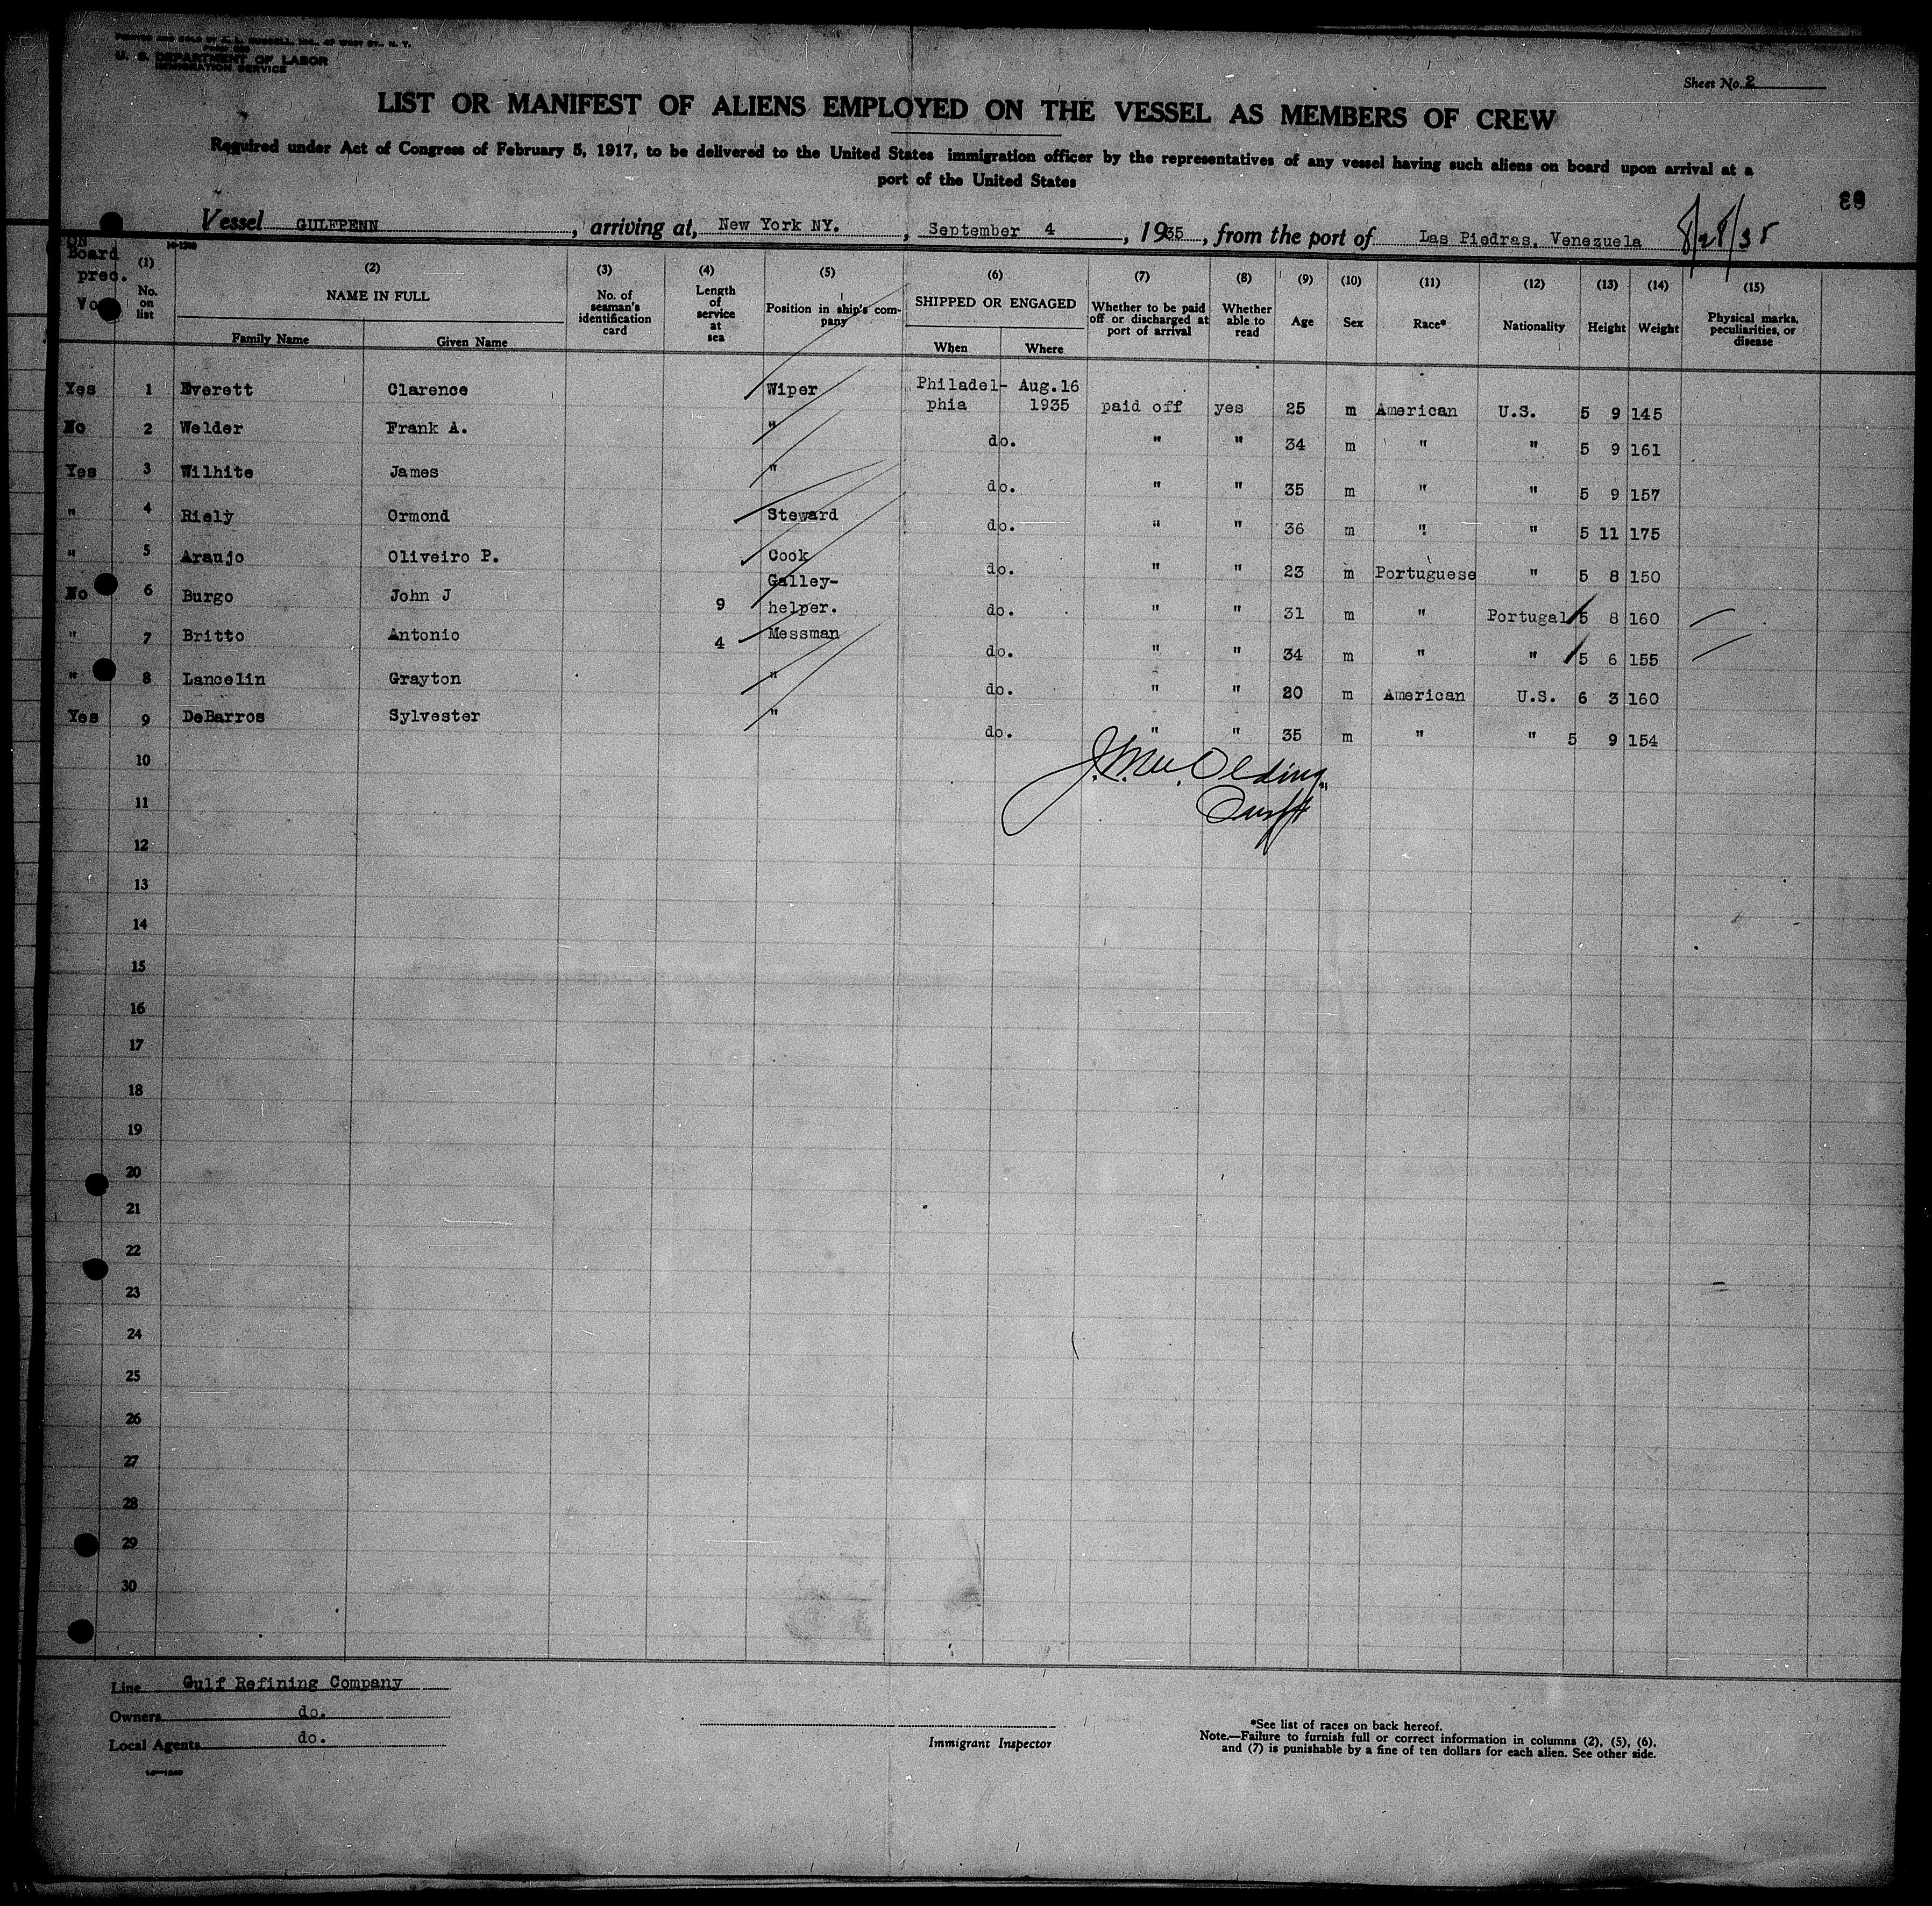 PRINTED AND SOLD BY WEST ST., N. Y.
U. S. DEPARTMENT OF LABOR
IMMIGRATION SERVICE
Sheet No. 2
LIST OR MANIFEST OF ALIENS EMPLOYED ON THE VESSEL AS MEMBERS OF CREW
Required under Act of Congress of February 5, 1917, to be delivered to the United States immigration officer by the representatives of any vessel having such aliens on board upon arrival at a
port of the United States
Vessel GULFPENN, arriving at, New York NY., September 4, 1935, from the port of Las Piedras, Venezuela 8/28/35
ON Board prec. Vo
(1) No. on list
(2) NAME IN FULL
Family Name Given Name
(3) No. of seaman's identification card
(4) Length of service at sea
(5) Position in ship's company
(6) SHIPPED OR ENGAGED
When Where
(7) Whether to be paid off or discharged at port of arrival
(8) Whether able to read
(9) Age
(10) Sex
(11) Race*
(12) Nationality
(13) Height
(14) Weight
(15) Physical marks, peculiarities, or disease
Yes 1 Everett Clarence Wiper Philadel- Aug.16
phia 1935 paid off yes 25 m American U.S. 5 9 145
No 2 Welder Frank A. " do. " " 34 m " " 5 9 161
Yes 3 Wilhite James " do. " " 35 m " " 5 9 157
" 4 Riely Ormond Steward do. " " 36 m " " 5 11 175
" 5 Araujo Oliveiro P. Cook do. " " 23 m Portuguese " 5 8 150
No 6 Burgo John J 9 Galley-
helper. do. " " 31 m " Portugal 5 8 160
" 7 Britto Antonio 4 Messman do. " " 34 m " " 5 6 155
" 8 Lancelin Grayton " do. " " 20 m American U.S. 6 3 160
Yes 9 DeBarros Sylvester " do. " " 35 m " " 5 9 154
10
11
12
13
14
15
16
17
18
19
20
21
22
23
24
25
26
27
28
29
30
Line Gulf Refining Company
Owners do.
Local Agents do.
Immigrant Inspector
*See list of races on back hereof.
Note.—Failure to furnish full or correct information in columns (2), (5), (6),
and (7) is punishable by a fine of ten dollars for each alien. See other side.